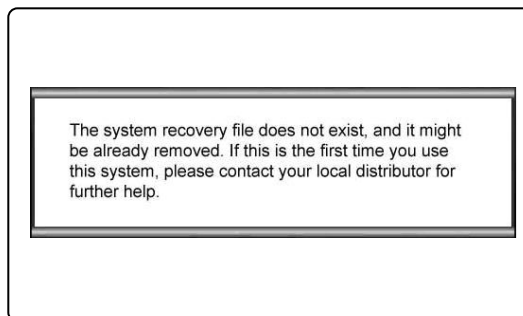 The system recovery file does not exist, and it might
be already removed. If this is the first time you use
this system, please contact your local distributor for
further help.